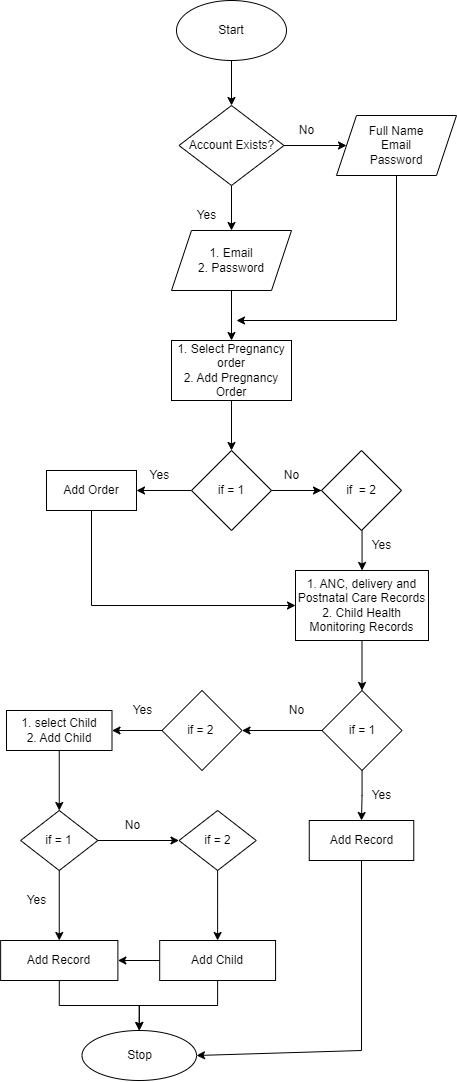 Start
Account Exists?
No
Full Name
Email
Password
Yes
1. Email
2. Password
1. Select Pregnancy
order
2. Add Pregnancy
Order
Yes
No
Add Order
if = 1
if = 2
Yes
1. ANC, delivery and
Postnatal Care Records
2. Child Health
Monitoring Records
Yes
No
1. select Child
2. Add Child
if = 2
if = 1
Yes
No
if = 1
if = 2
Add Record
Yes
Add Record
Add Child
Stop